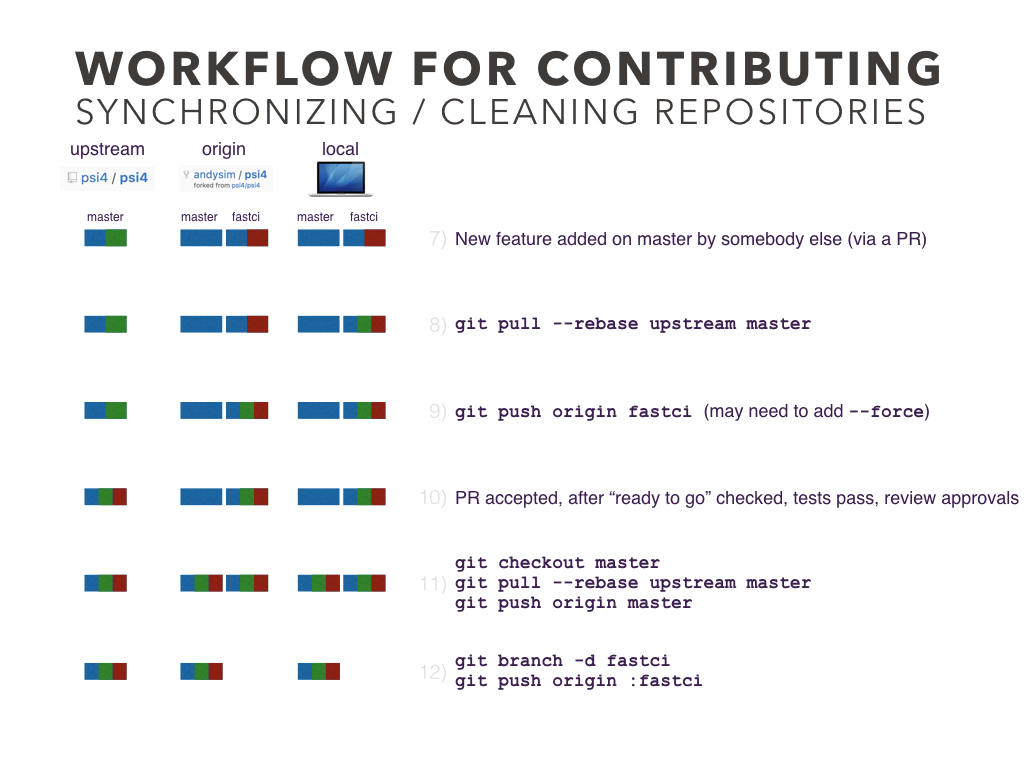 WORKFLOW FOR CONTRIBUTING
SYNCHRONIZING / CLEANING REPOSITORIES
upstream origin local
psi4 / psi4 andysim / psi4
forked from psi4/psi4
master master fastci master fastci
7) New feature added on master by somebody else (via a PR)
8) git pull --rebase upstream master
9) git push origin fastci (may need to add --force)
10) PR accepted, after “ready to go” checked, tests pass, review approvals
11) git checkout master
git pull --rebase upstream master
git push origin master
12) git branch -d fastci
git push origin :fastci